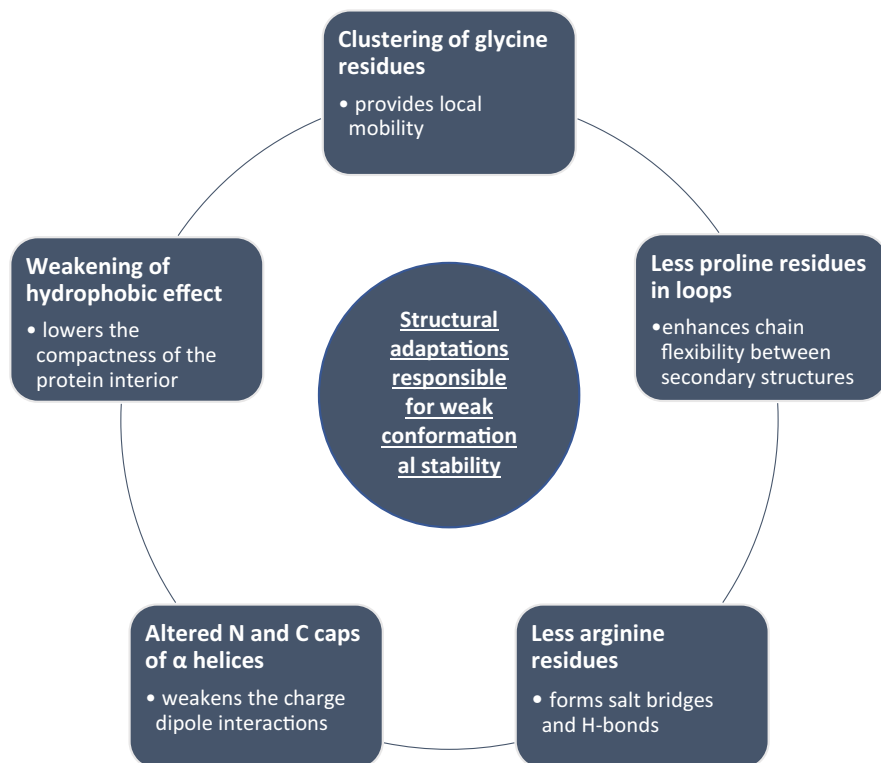 Clustering of glycine
residues
• provides local
mobility
Less proline residues
in loops
•enhances chain
flexibility between
secondary structures
Less arginine
residues
• forms salt bridges
and H-bonds
Altered N and C caps
of α helices
• weakens the charge
dipole interactions
Weakening of
hydrophobic effect
• lowers the
compactness of the
protein interior
Structural
adaptations
responsible
for weak
conformation
al stability